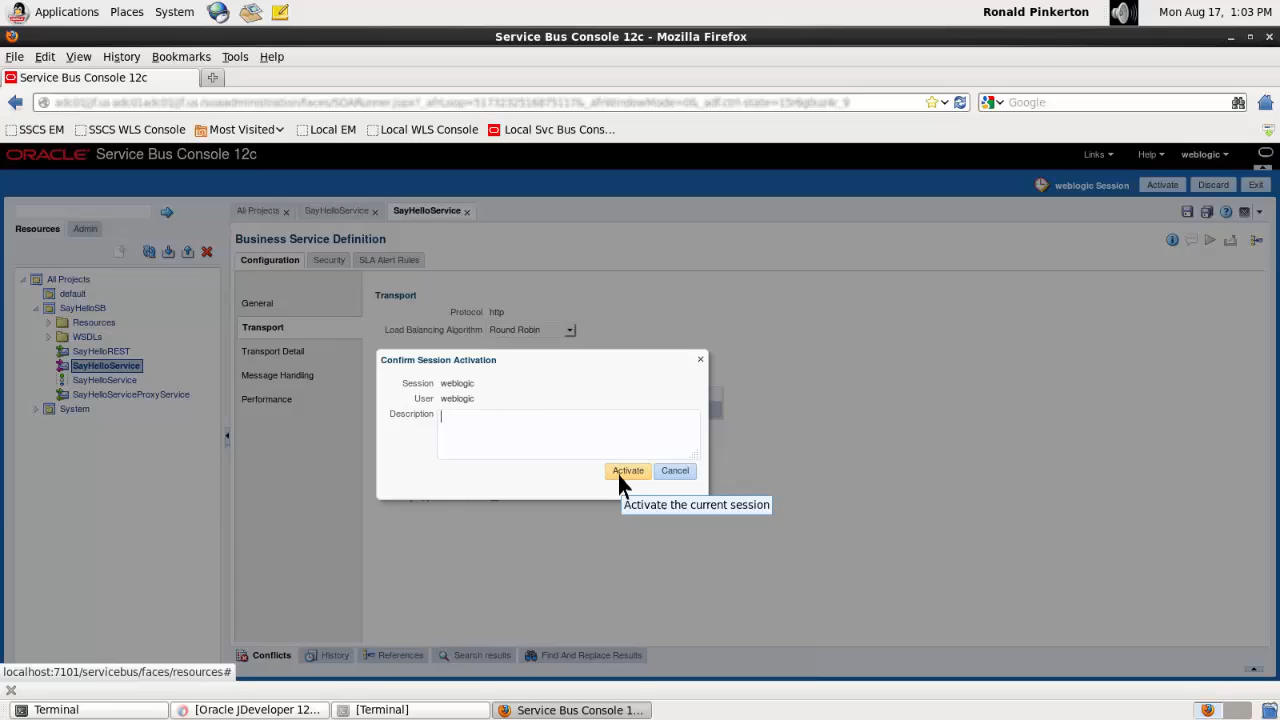 Applications Places System Ronald Pinkerton Mon Aug 17, 1:03 PM
Service Bus Console 12c - Mozilla Firefox
File Edit View History Bookmarks Tools Help
Service Bus Console 12c
Google
SSCS EM SSCS WLS Console Most Visited Local EM Local WLS Console Local Svc Bus Cons...
ORACLE Service Bus Console 12c Links Help weblogic
weblogic Session Activate Discard Exit
All Projects SayHelloService SayHelloService
Resources Admin
Business Service Definition
Configuration Security SLA Alert Rules
All Projects
default
SayHelloSB
Resources
WSDLs
SayHelloREST
SayHelloService
SayHelloService
SayHelloServiceProxyService
System
General
Transport
Transport Detail
Message Handling
Performance
Transport
Protocol http
Load Balancing Algorithm Round Robin
Confirm Session Activation
Session weblogic
User weblogic
Description
Activate Cancel
Activate the current session
Conflicts History References Search results Find And Replace Results
localhost:7101/servicebus/faces/resources#
Terminal [Oracle JDeveloper 12... [Terminal] Service Bus Console 1...